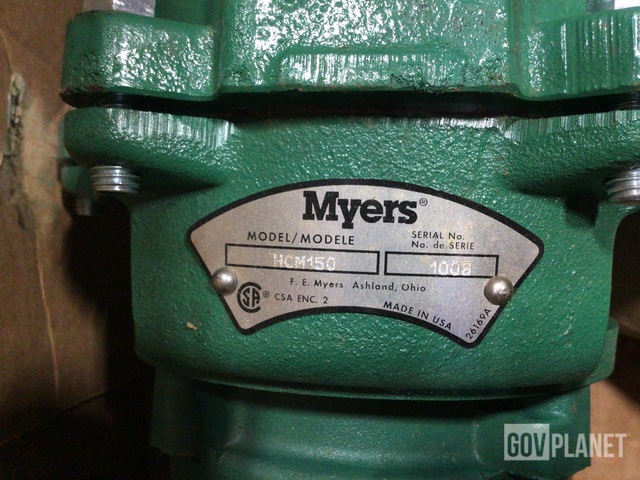 Myers®
MODEL/MODELE
SERIAL No.
No. de SERIE
HCM150
1008
F. E. Myers Ashland, Ohio
CSA® CSA ENC. 2
MADE IN USA
26169A
GOVPLANET